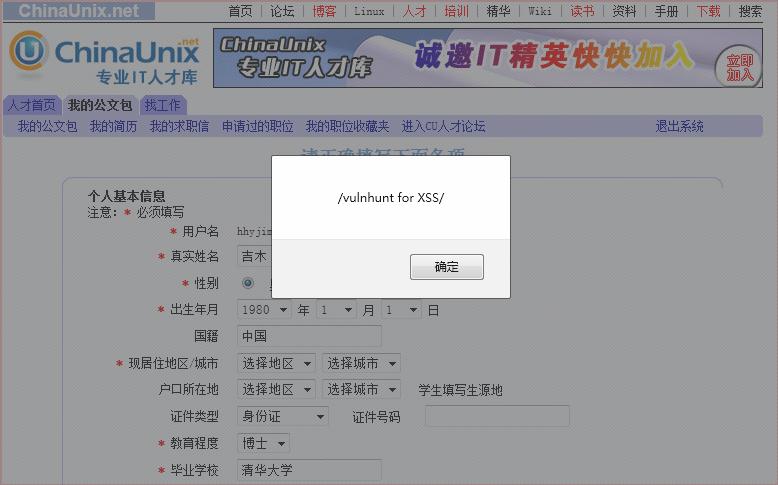 ChinaUnix.net 首页 | 论坛 | 博客 | Linux | 人才 | 培训 | 精华 | Wiki | 读书 | 资料 | 手册 | 下载 | 搜索
ChinaUnix.net
专业IT人才库
ChinaUnix.net
专业IT人才库
诚邀IT精英快快加入
立即
加入
人才首页 我的公文包 找工作
我的公文包 我的简历 我的求职信 申请过的职位 我的职位收藏夹 进入CU人才论坛 退出系统
请正确填写下面各项
/vulnhunt for XSS/
确定
个人基本信息
注意：* 必须填写
* 用户名 hhyjim
* 真实姓名 吉木
* 性别
* 出生年月 1980 年 1 月 1 日
国籍 中国
* 现居住地区/城市 选择地区 选择城市
户口所在地 选择地区 选择城市 学生填写生源地
证件类型 身份证 证件号码
* 教育程度 博士
* 毕业学校 清华大学